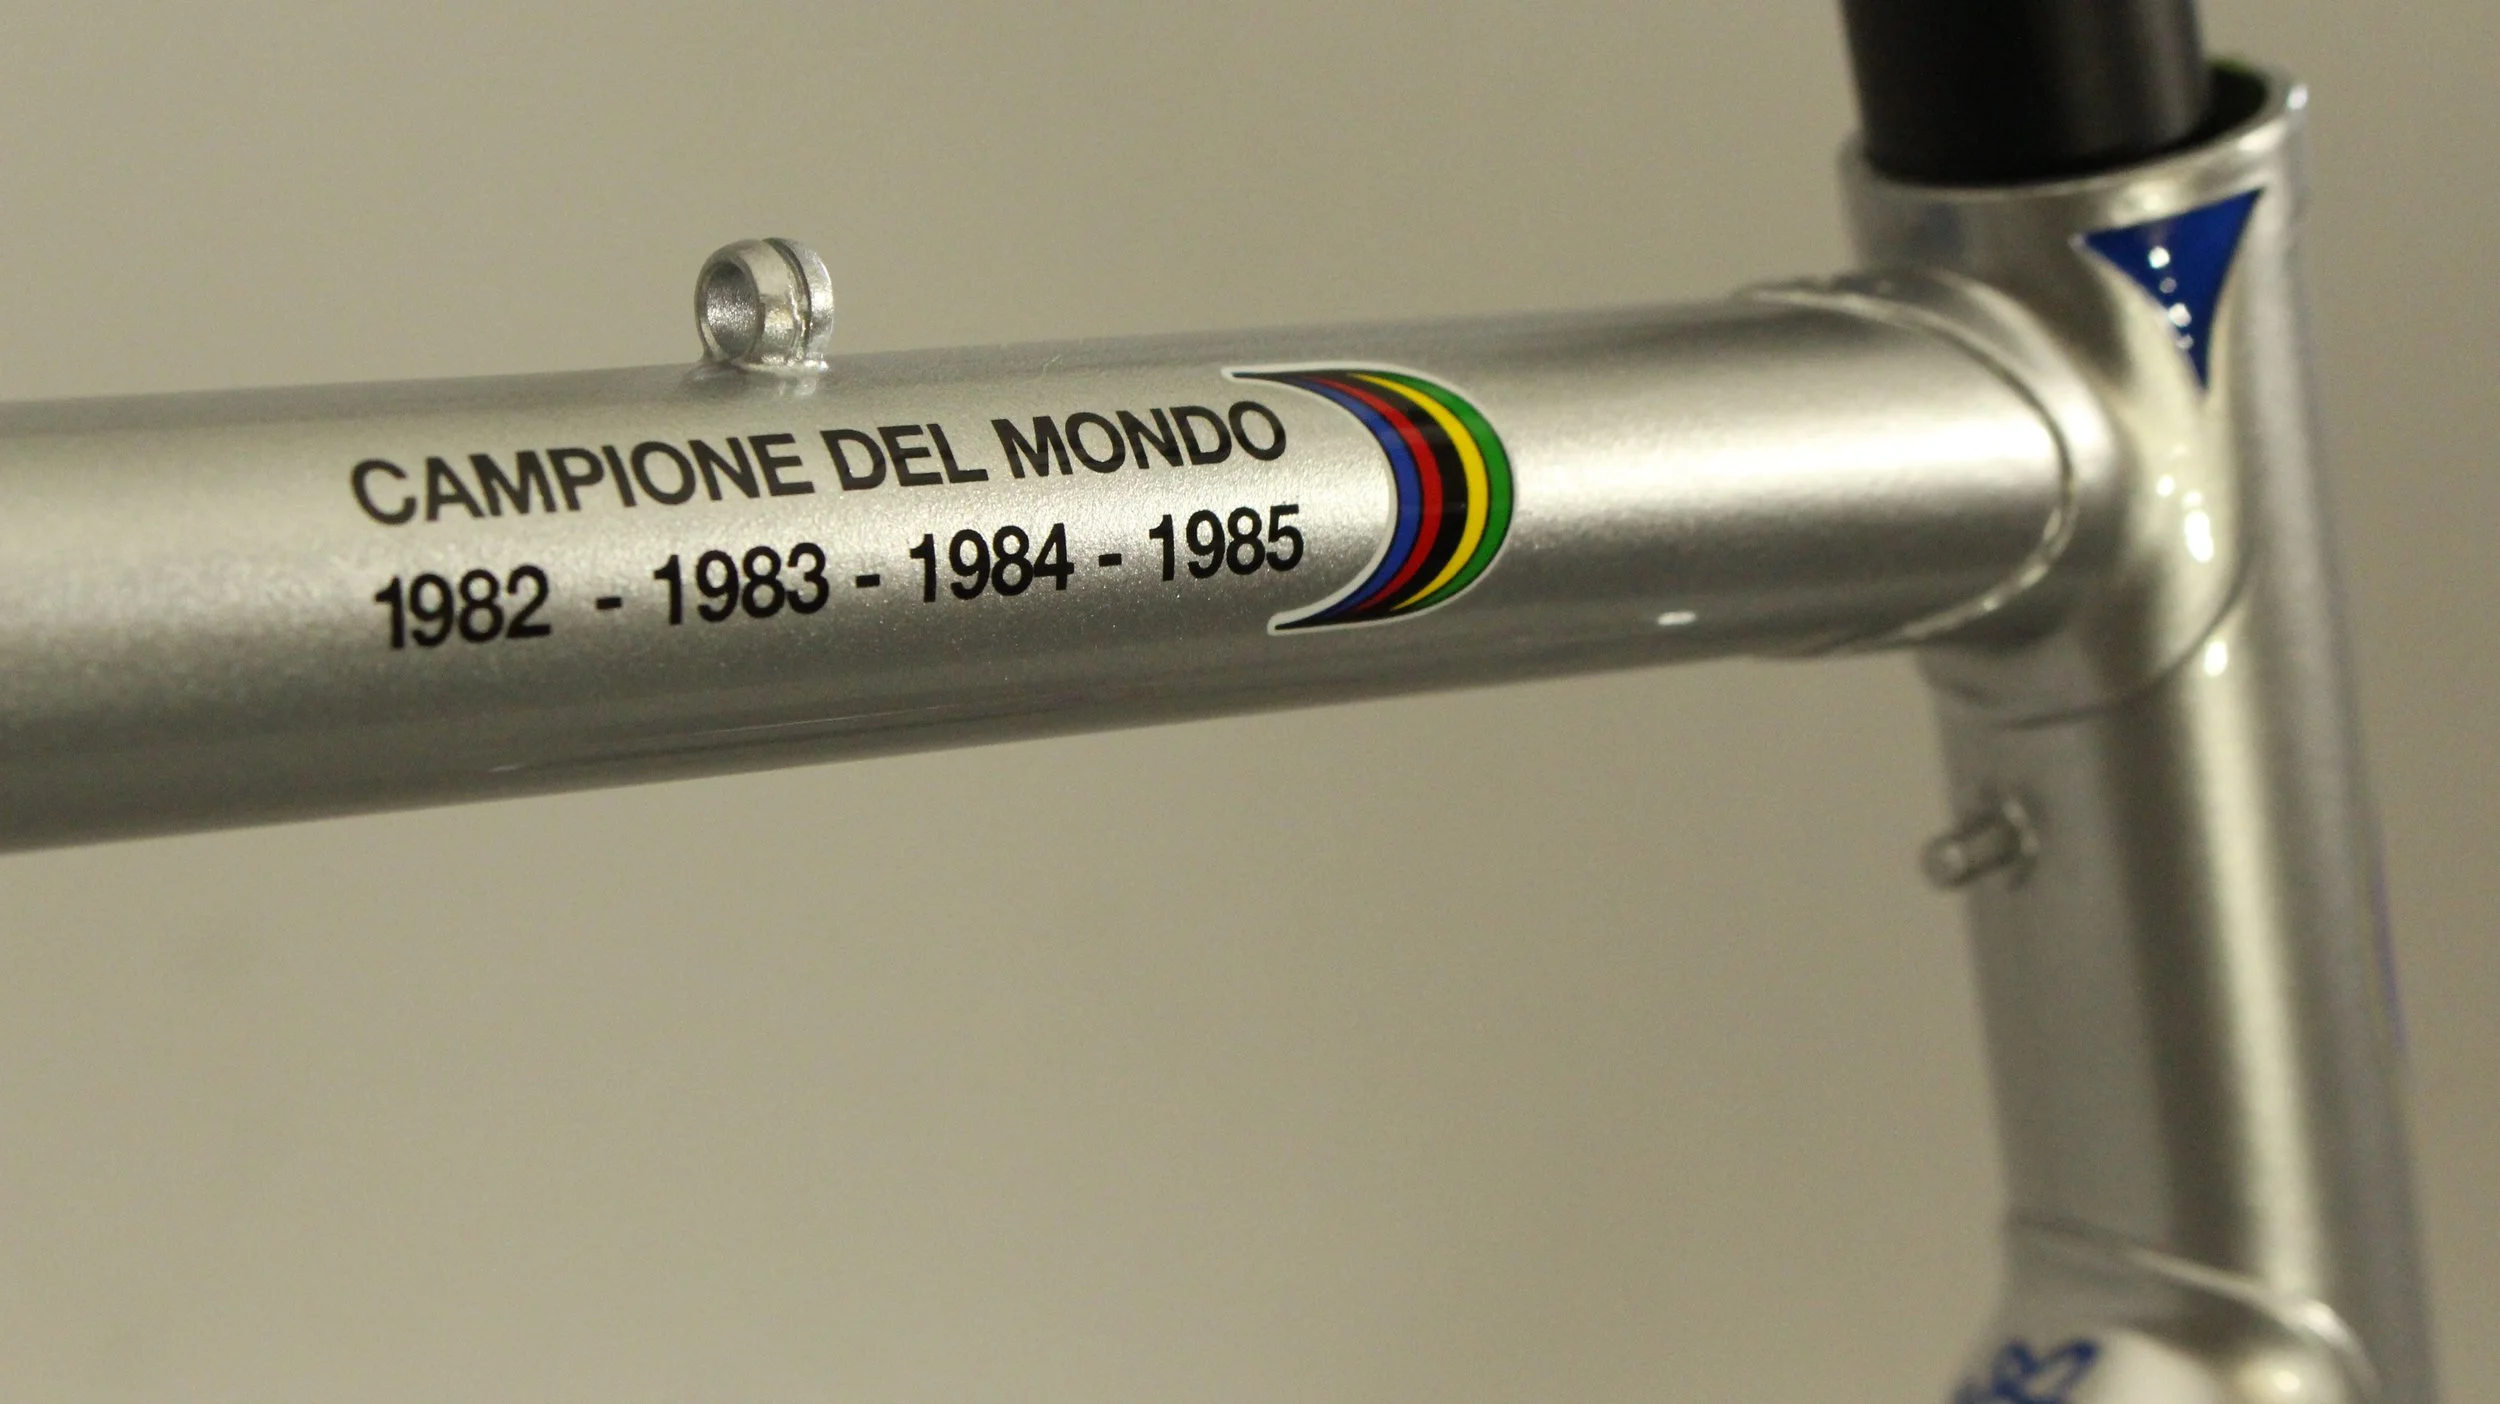 CAMPIONE DEL MONDO
1982 - 1983 - 1984 - 1985